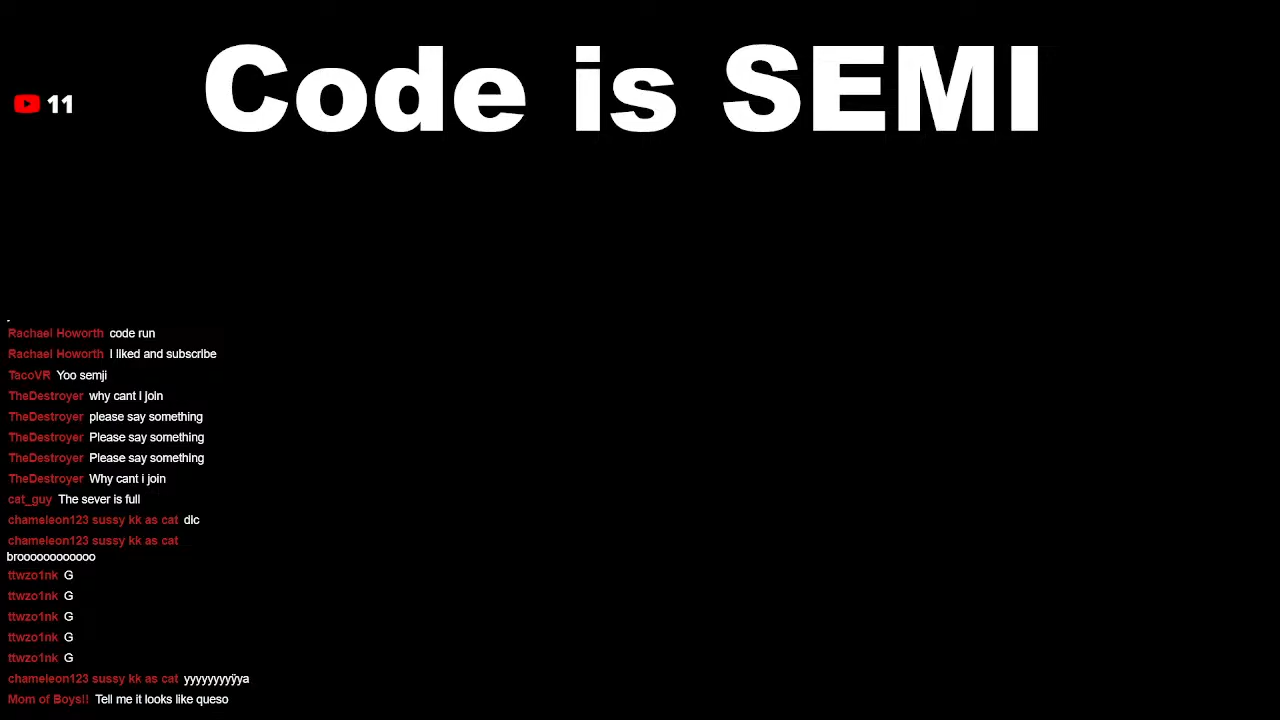 Code is SEMI
11
Rachael Howorth code run
Rachael Howorth I liked and subscribe
TacoVR Yoo semji
TheDestroyer why cant i join
TheDestroyer please say something
TheDestroyer Please say something
TheDestroyer Please say something
TheDestroyer Why cant i join
cat_guy The sever is full
chameleon123 sussy kk as cat dlc
chameleon123 sussy kk as cat
broooooooooooo
ttwzo1nk G
ttwzo1nk G
ttwzo1nk G
ttwzo1nk G
ttwzo1nk G
chameleon123 sussy kk as cat yyyyyyyyÿya
Mom of Boys!! Tell me it looks like queso